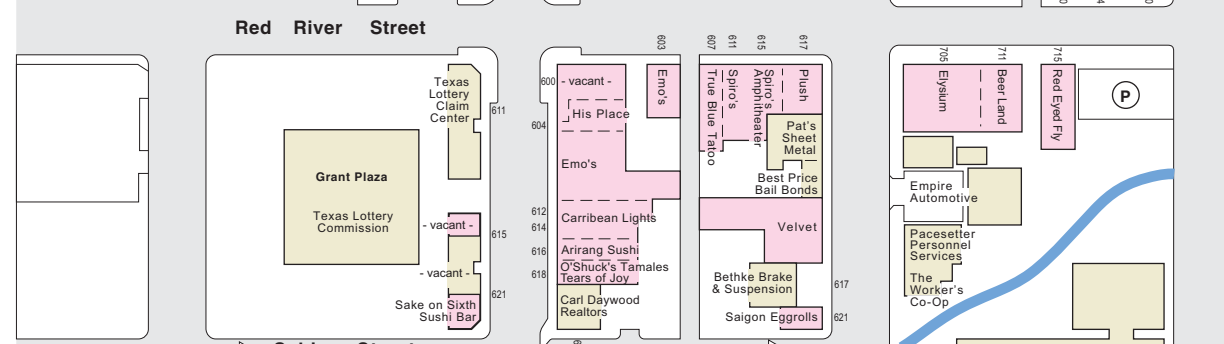 Red River Street
Texas
Lottery
Claim
Center
611
Grant Plaza
Texas Lottery
Commission
- vacant -
615
- vacant -
621
Sake on Sixth
Sushi Bar
600
- vacant -
His Place
604
Emo's
603
Emo's
612
Carribean Lights
614
616
Arirang Sushi
618
O'Shuck's Tamales
Tears of Joy
Carl Daywood
Realtors
607
611
615
617
True Blue Tatoo
Spiro's
Spiro's
Amphitheater
Plush
Pat's
Sheet
Metal
Best Price
Bail Bonds
Velvet
Bethke Brake
& Suspension
617
Saigon Eggrolls
621
705
711
715
Elysium
Beer Land
Red Eyed Fly
P
Empire
Automotive
Pacesetter
Personnel
Services
The
Worker's
Co-Op